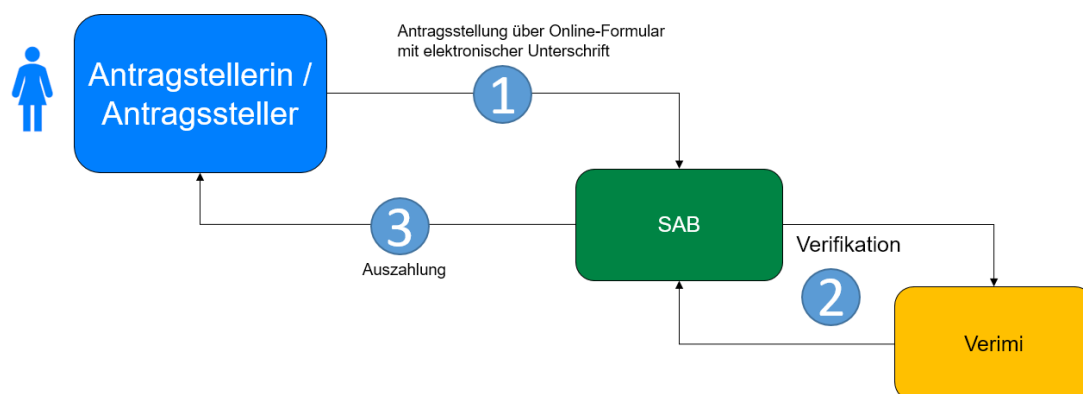 Antragsstellung über Online-Formular
mit elektronischer Unterschrift
Antragstellerin /
Antragssteller
1
SAB
3
Auszahlung
Verifikation
2
Verimi